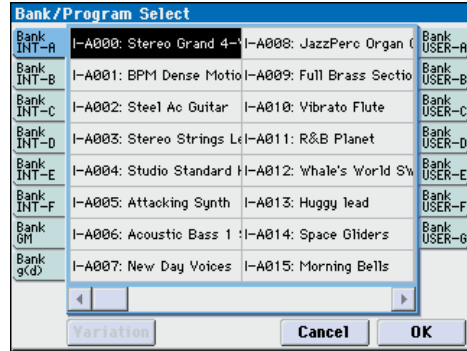 Bank/Program Select
Bank INT-A
Bank INT-B
Bank INT-C
Bank INT-D
Bank INT-E
Bank INT-F
Bank GM
Bank g(d)
I-A000: Stereo Grand
I-A001: BPM Dense
I-A002: Steel Ac Guitar
I-A003: Stereo Strings
I-A004: Studio Standard
I-A005: Attacking Synth
I-A006: Acoustic Bass 1
I-A007: New Day Voices
I-A008: JazzPerc Organ
I-A009: Full Brass
I-A010: Vibrato Flute
I-A011: R&B Planet
I-A012: Whale's World
I-A013: Huggy lead
I-A014: Space Gliders
I-A015: Morning Bells
Bank USER-A
Bank USER-B
Bank USER-C
Bank USER-D
Bank USER-E
Bank USER-F
Bank USER-G
Variation
Cancel
OK